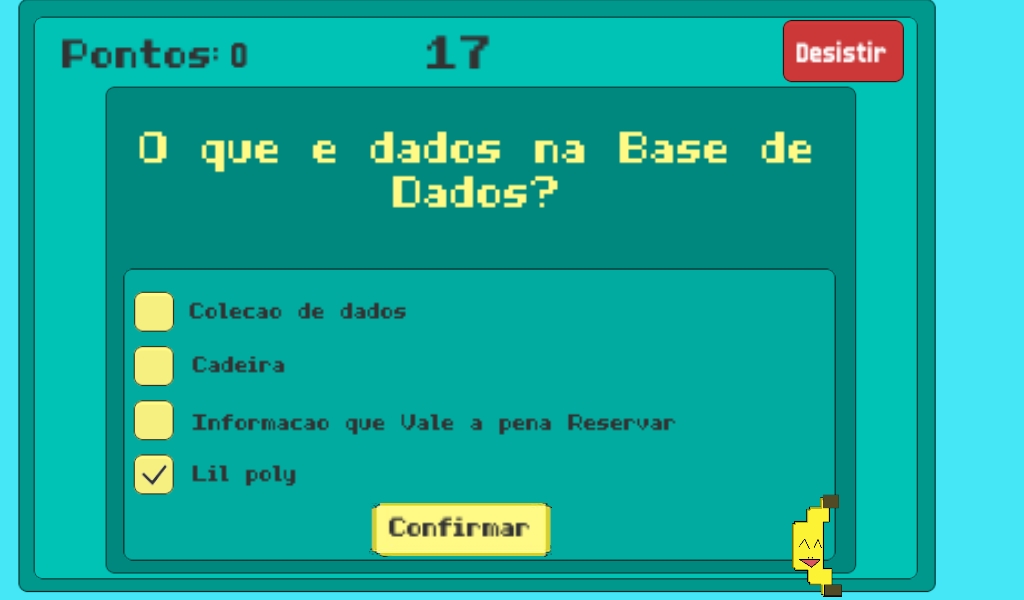 Pontos: 0
17
Desistir
O que e dados na Base de
Dados?
Colecao de dados
Cadeira
Informacao que Vale a pena Reservar
Lil poly
Confirmar